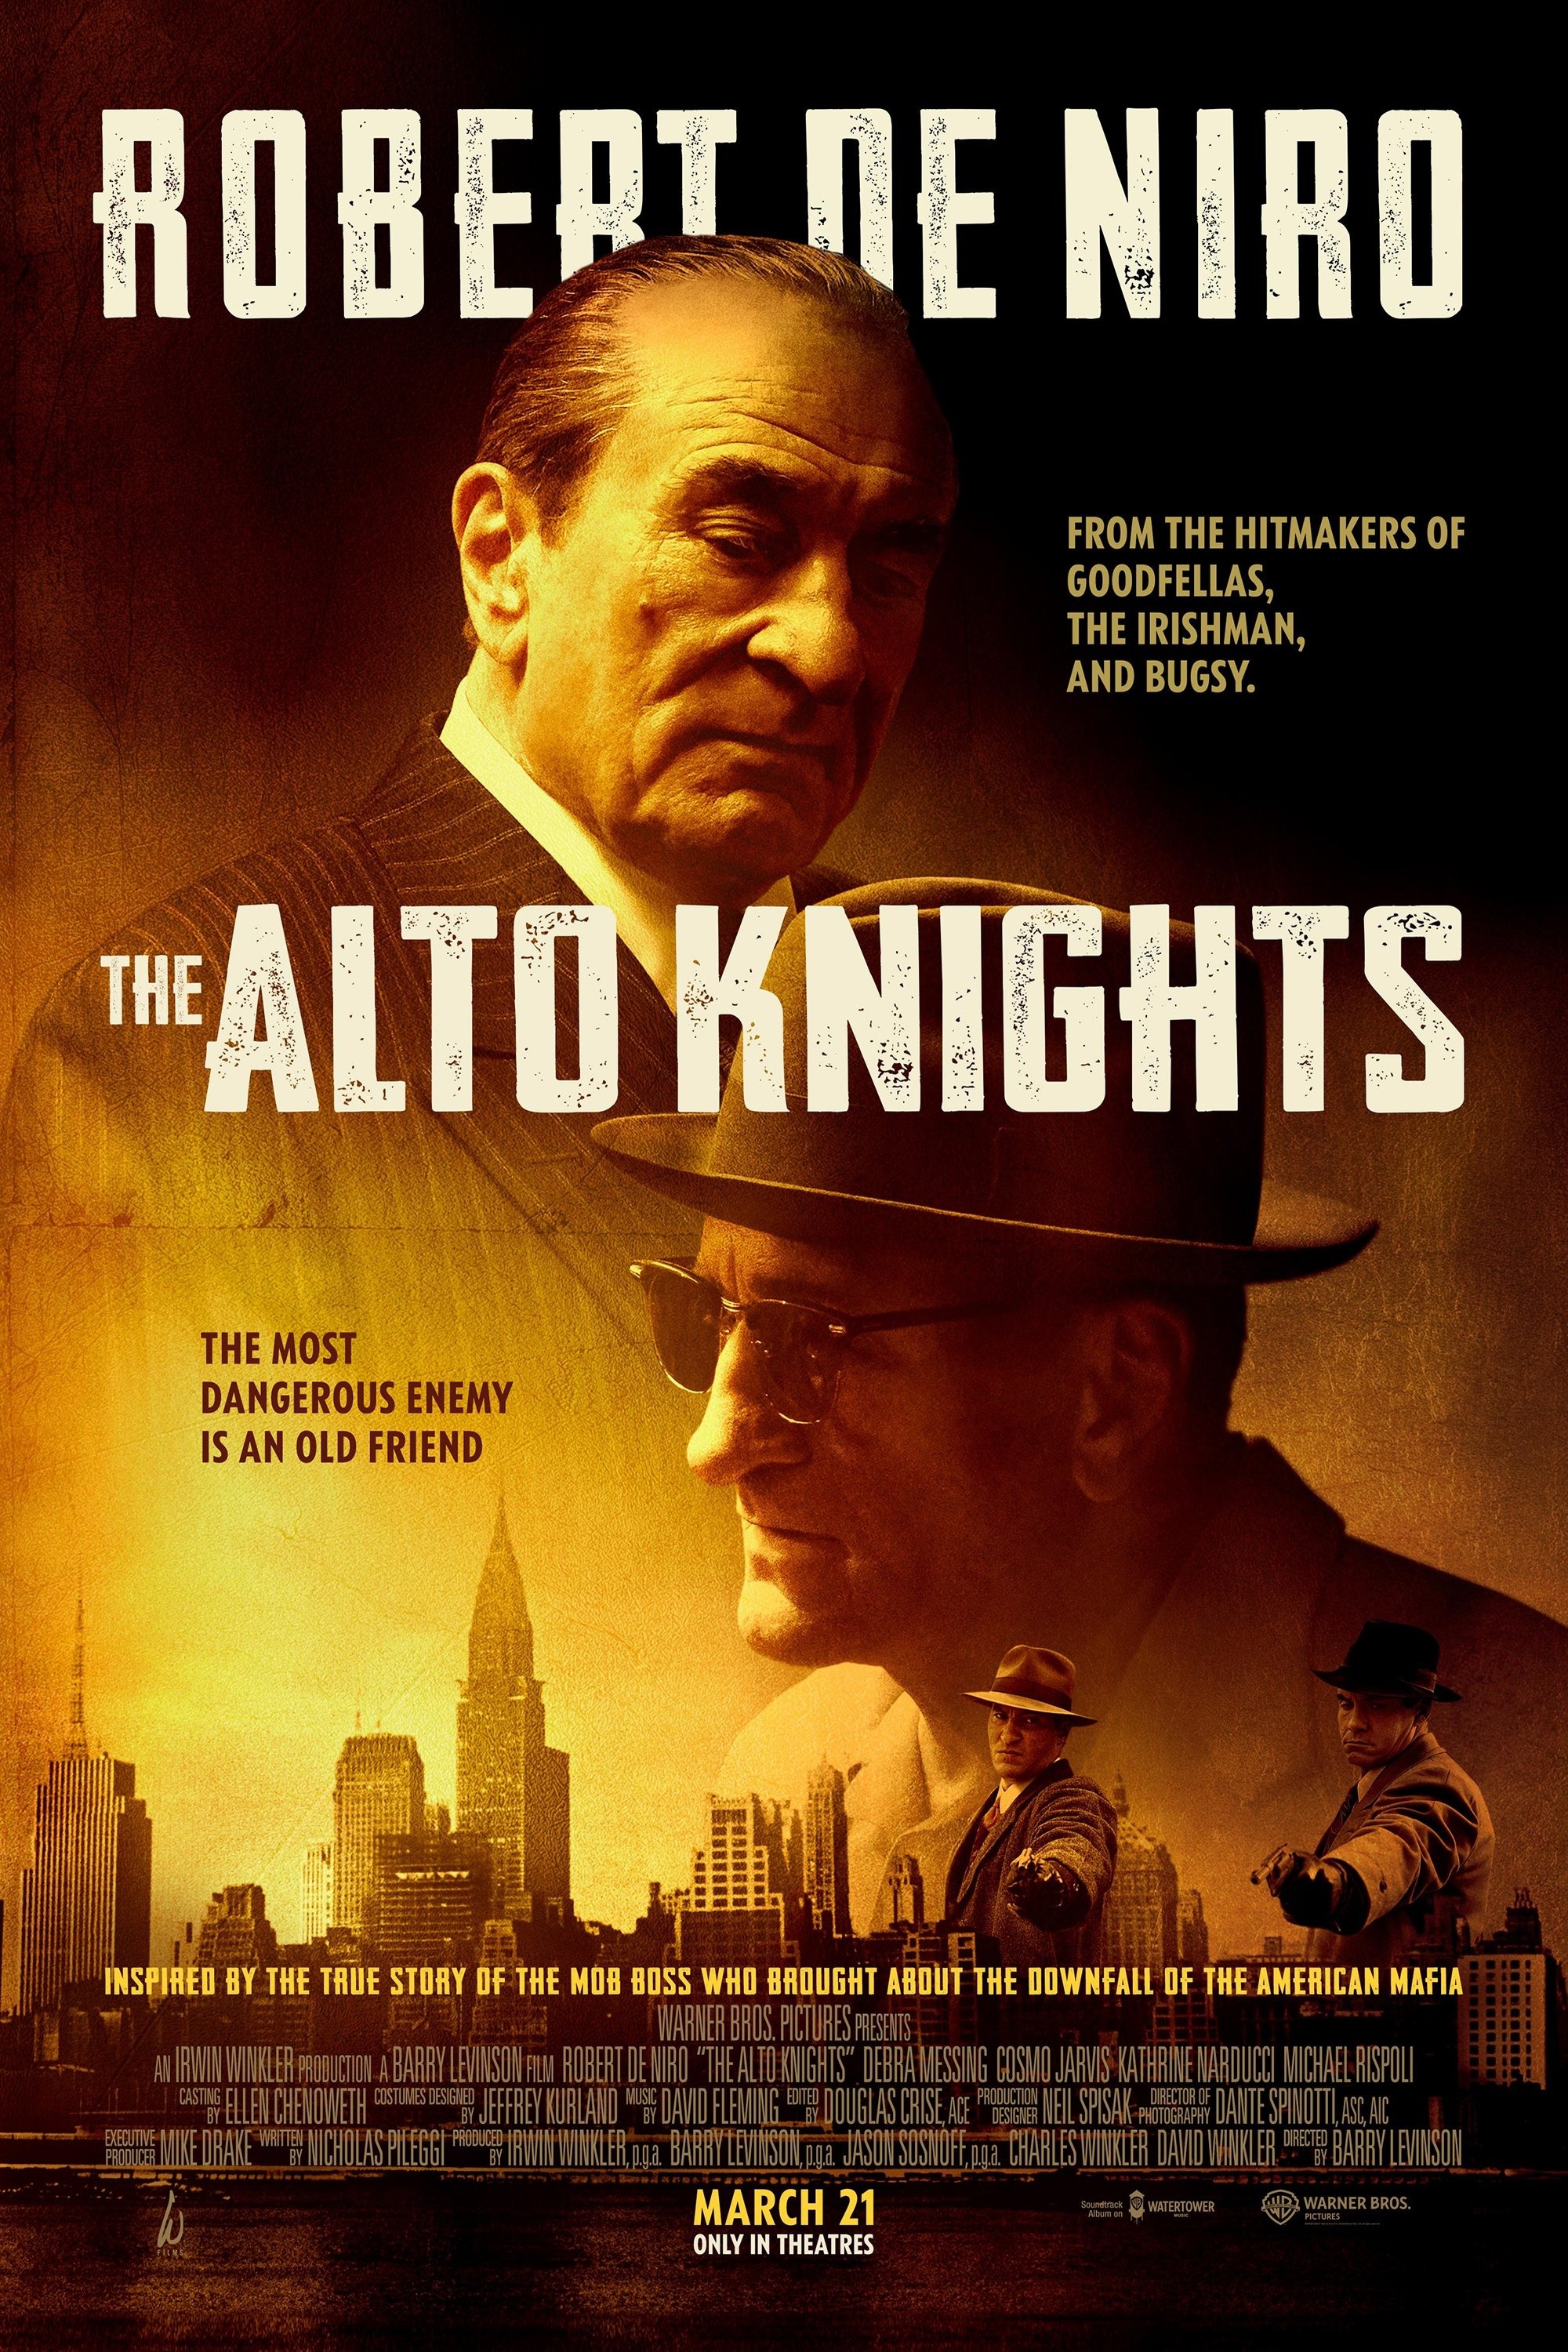 ROBERT DE NIRO
FROM THE HITMAKERS OF
GOODFELLAS,
THE IRISHMAN,
AND BUGSY.
THE ALTO KNIGHTS
THE MOST
DANGEROUS ENEMY
IS AN OLD FRIEND
INSPIRED BY THE TRUE STORY OF THE MOB BOSS WHO BROUGHT ABOUT THE DOWNFALL OF THE AMERICAN MAFIA
WARNER BROS. PICTURES PRESENTS
AN IRWIN WINKLER PRODUCTION A BARRY LEVINSON FILM ROBERT DE NIRO "THE ALTO KNIGHTS" DEBRA MESSING COSMO JARVIS KATHRINE NARDUCCI MICHAEL RISPOLI
CASTING BY ELLEN CHENOWETH COSTUMES DESIGNED BY JEFFREY KURLAND MUSIC BY DAVID FLEMING EDITED BY DOUGLAS CRISE, ACE PRODUCTION DESIGNER NEIL SPISAK DIRECTOR OF PHOTOGRAPHY DANTE SPINOTTI, ASC, AIC
EXECUTIVE PRODUCER MIKE DRAKE WRITTEN BY NICHOLAS PILEGGI PRODUCED BY IRWIN WINKLER, p.g.a. BARRY LEVINSON, p.g.a. JASON SOSNOFF, p.g.a. CHARLES WINKLER DAVID WINKLER DIRECTED BY BARRY LEVINSON
W FILMS
MARCH 21
ONLY IN THEATRES
Soundtrack
Album on
WATERTOWER
MUSIC
WB
WARNER BROS.
PICTURES